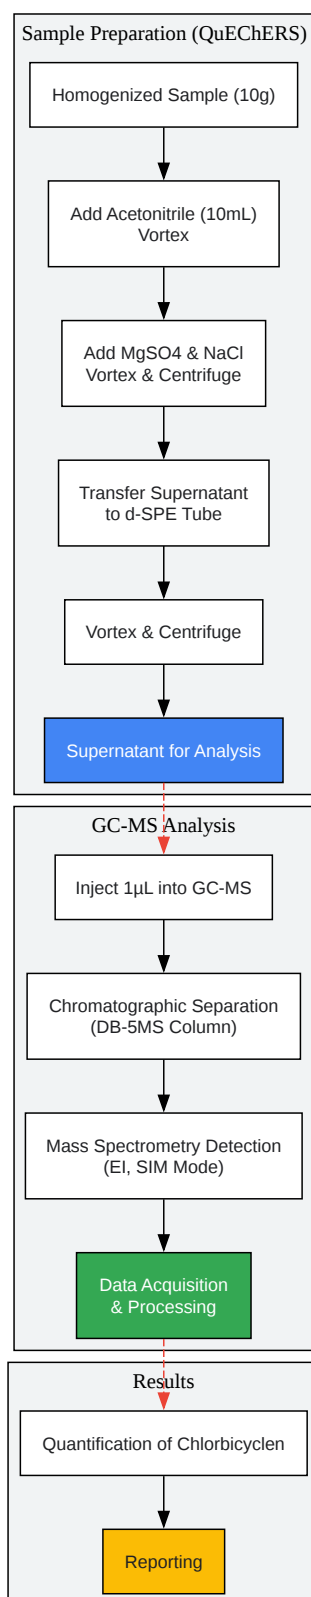 Sample Preparation (QuEChERS)
Homogenized Sample (10g)
Add Acetonitrile (10mL)
Vortex
Add MgSO4 & NaCl
Vortex & Centrifuge
Transfer Supernatant
to d-SPE Tube
Vortex & Centrifuge
Supernatant for Analysis
GC-MS Analysis
Inject 1µL into GC-MS
Chromatographic Separation
(DB-5MS Column)
Mass Spectrometry Detection
(EI, SIM Mode)
Data Acquisition
& Processing
Results
Quantification of Chlorbicyclen
Reporting